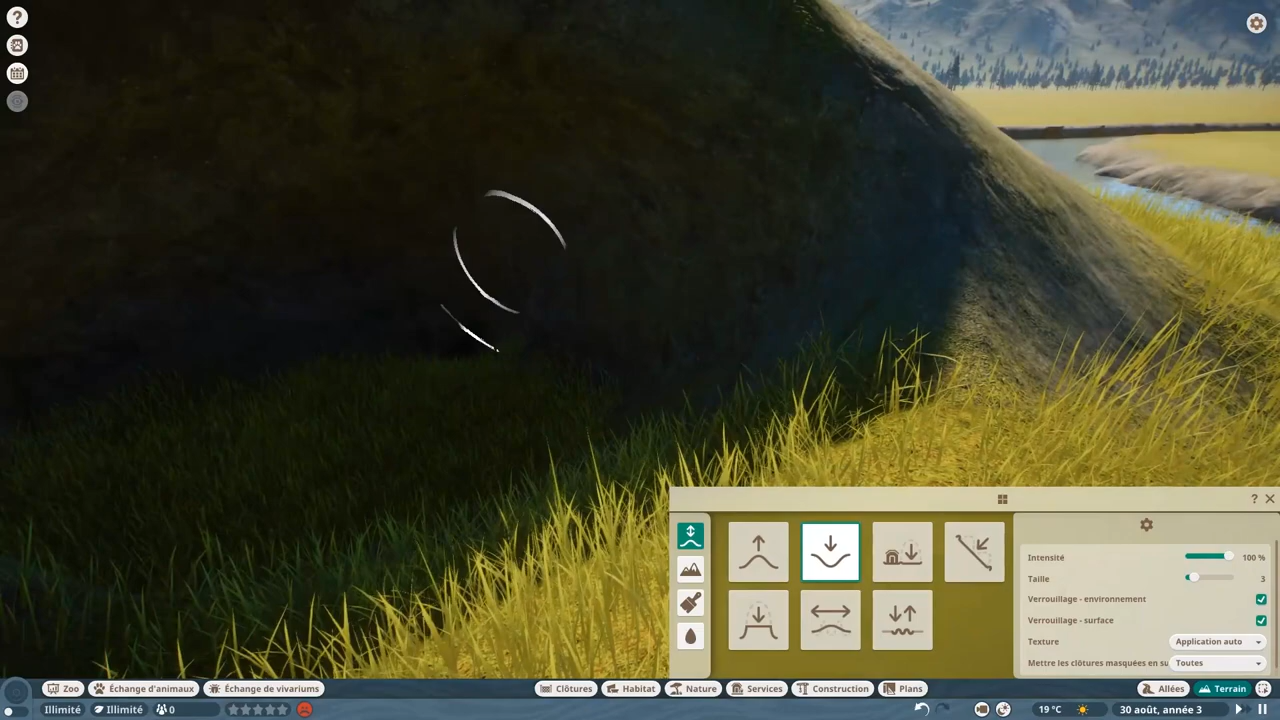 ?
? ×
Intensité 100 %
Taille 3
Verrouillage - environnement
Verrouillage - surface
Texture Application auto
Mettre les clôtures masquées en su Toutes
Zoo Échange d'animaux Échange de vivariums Clôtures Habitat Nature Services Construction Plans Allées Terrain
Illimité Illimité 0 19 °C 30 août, année 3